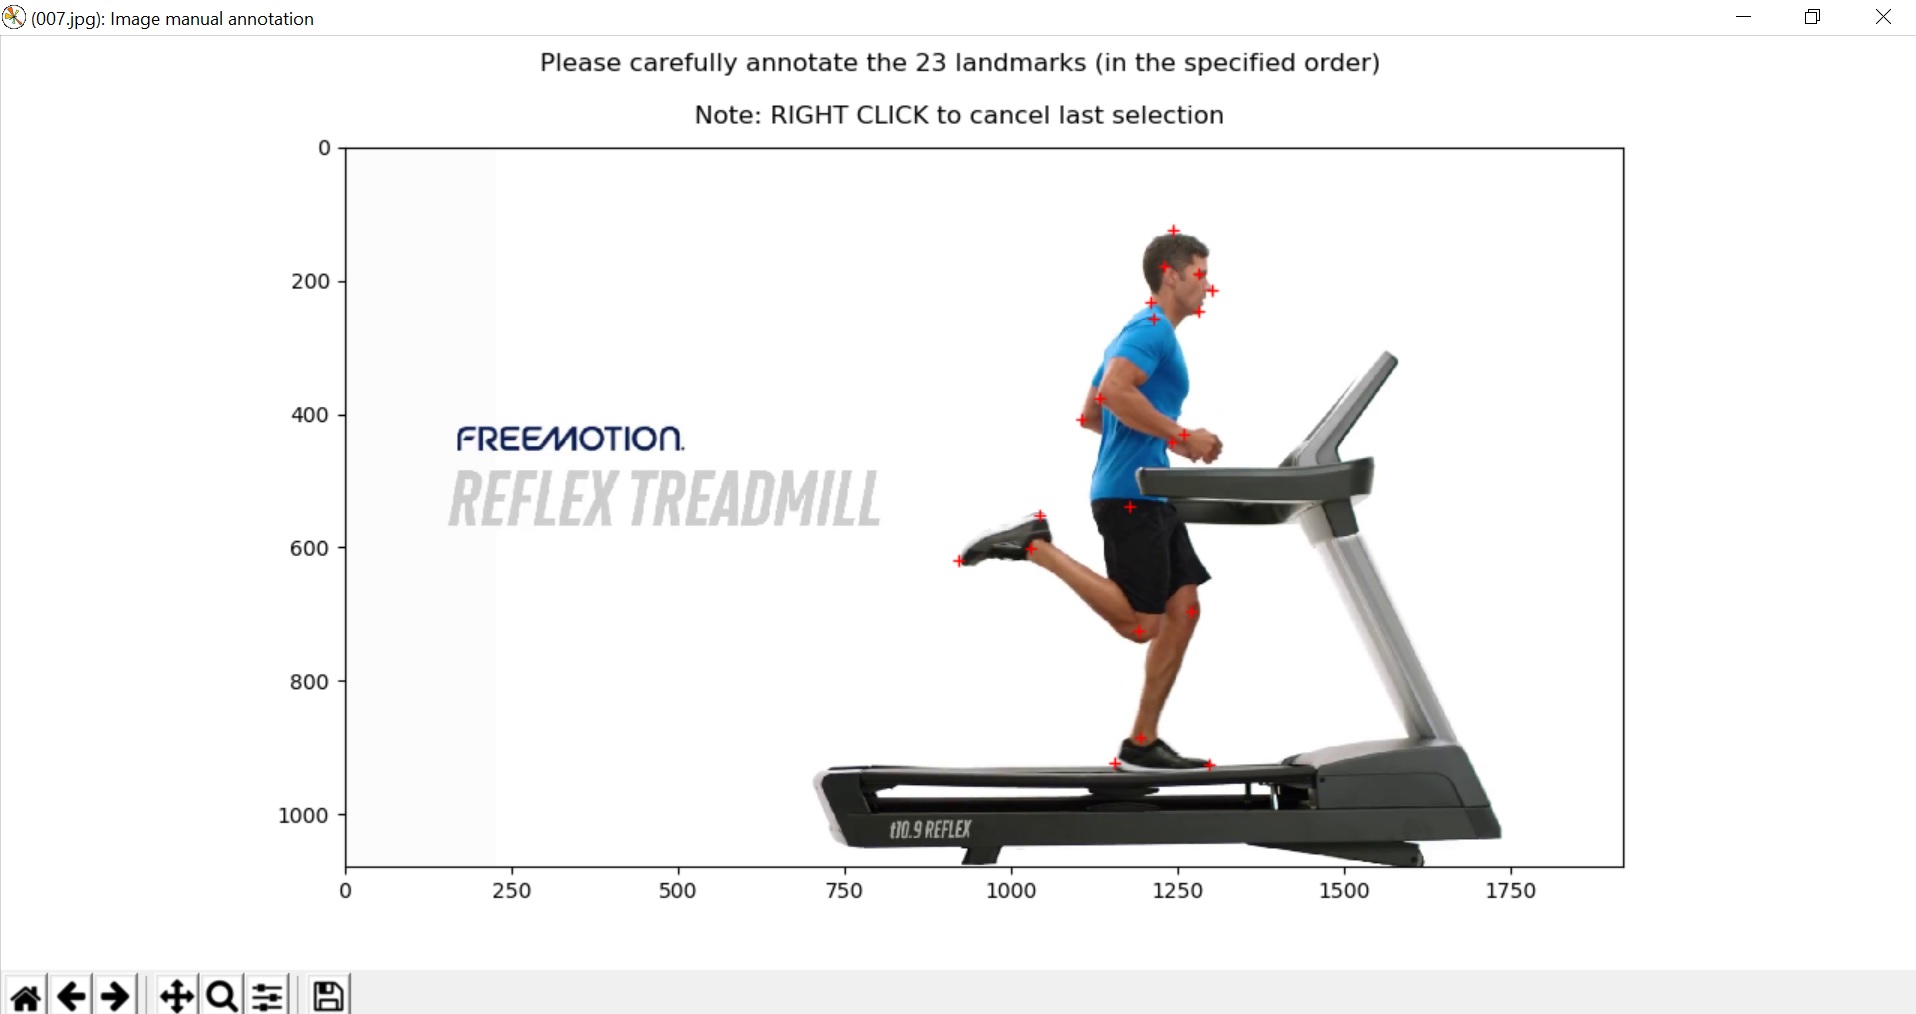 (007.jpg): Image manual annotation
Please carefully annotate the 23 landmarks (in the specified order)
Note: RIGHT CLICK to cancel last selection
0
200
400
600
800
1000
FREEMOTION.
REFLEX TREADMILL
t10.9 REFLEX
0 250 500 750 1000 1250 1500 1750